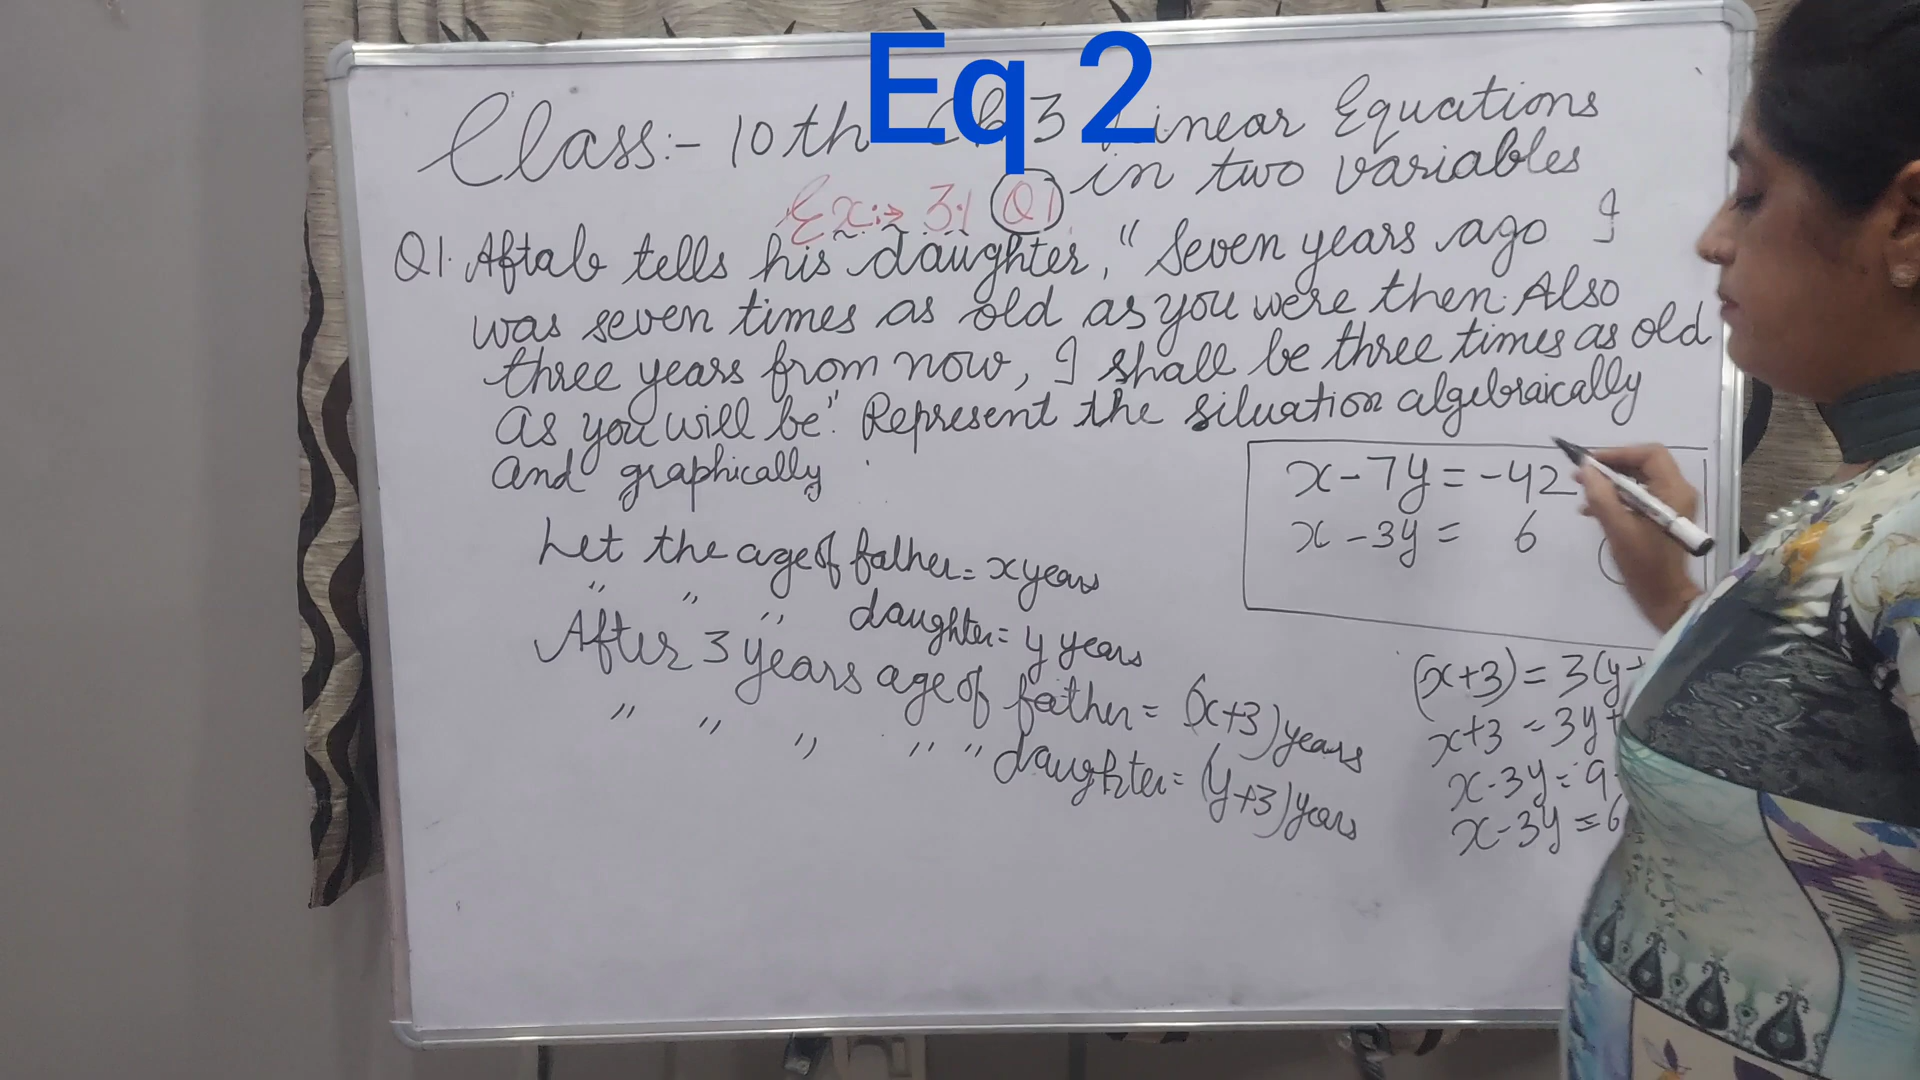 Eq 2
Class:- 10th Ch 3 Linear Equations
in two variables
Ex:→ 3.1 Q1
Q1. Aftab tells his daughter, "Seven years ago I
was seven times as old as you were then. Also
three years from now, I shall be three times as old
as you will be." Represent the situation algebraically
and graphically
x - 7y = -42
x - 3y = 6
Let the age of father = x years
" " " daughter = y years
After 3 years age of father = (x+3) years
" " " " " daughter = (y+3) years
(x+3) = 3(y+
x+3 = 3y+
x-3y = 9-
x-3y = 6